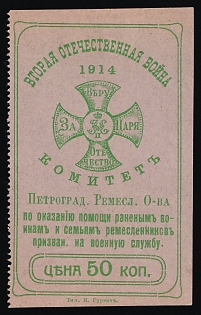 ВТОРАЯ ОТЕЧЕСТВЕННАЯ ВОЙНА
1914
ВѢРУ
ЗА ЦАРЯ
ОТЕЧЕСТВО
КОМИТЕТЪ
ПЕТРОГРАД. РЕМЕСЛ. О-ВА
по оказанію помощи раненымъ во-
инамъ и семьямъ ремесленниковъ
призван. на военную службу.
ЦѢНА 50 КОП.